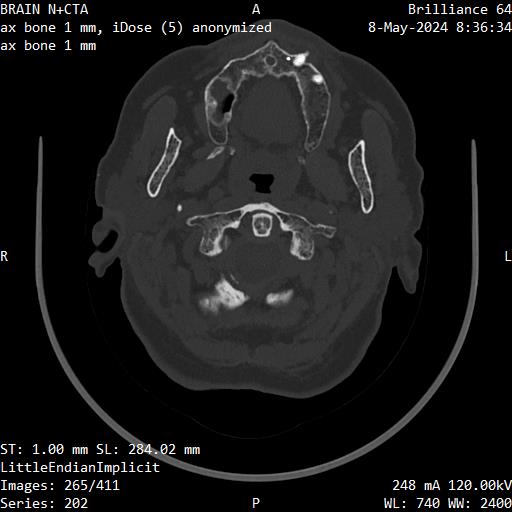 BRAIN N+CTA
A
Brilliance 64
ax bone 1 mm, iDose (5) anonymized
8-May-2024 8:36:34
ax bone 1 mm
R
L
ST: 1.00 mm SL: 284.02 mm
LittleEndianImplicit
Images: 265/411
248 mA 120.00kV
Series: 202
P
WL: 740 WW: 2400